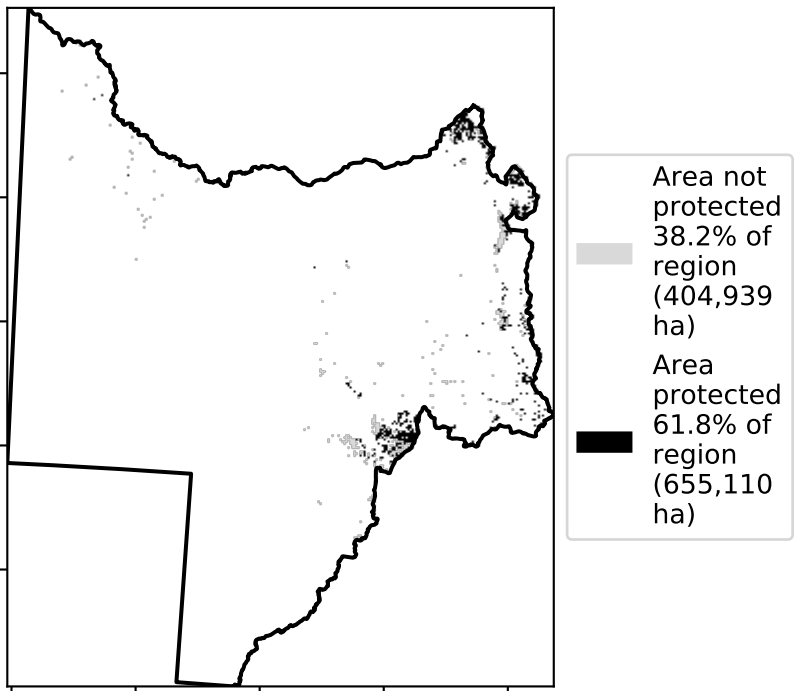 Area not
protected
38.2% of
region
(404,939
ha)
Area
protected
61.8% of
region
(655,110
ha)